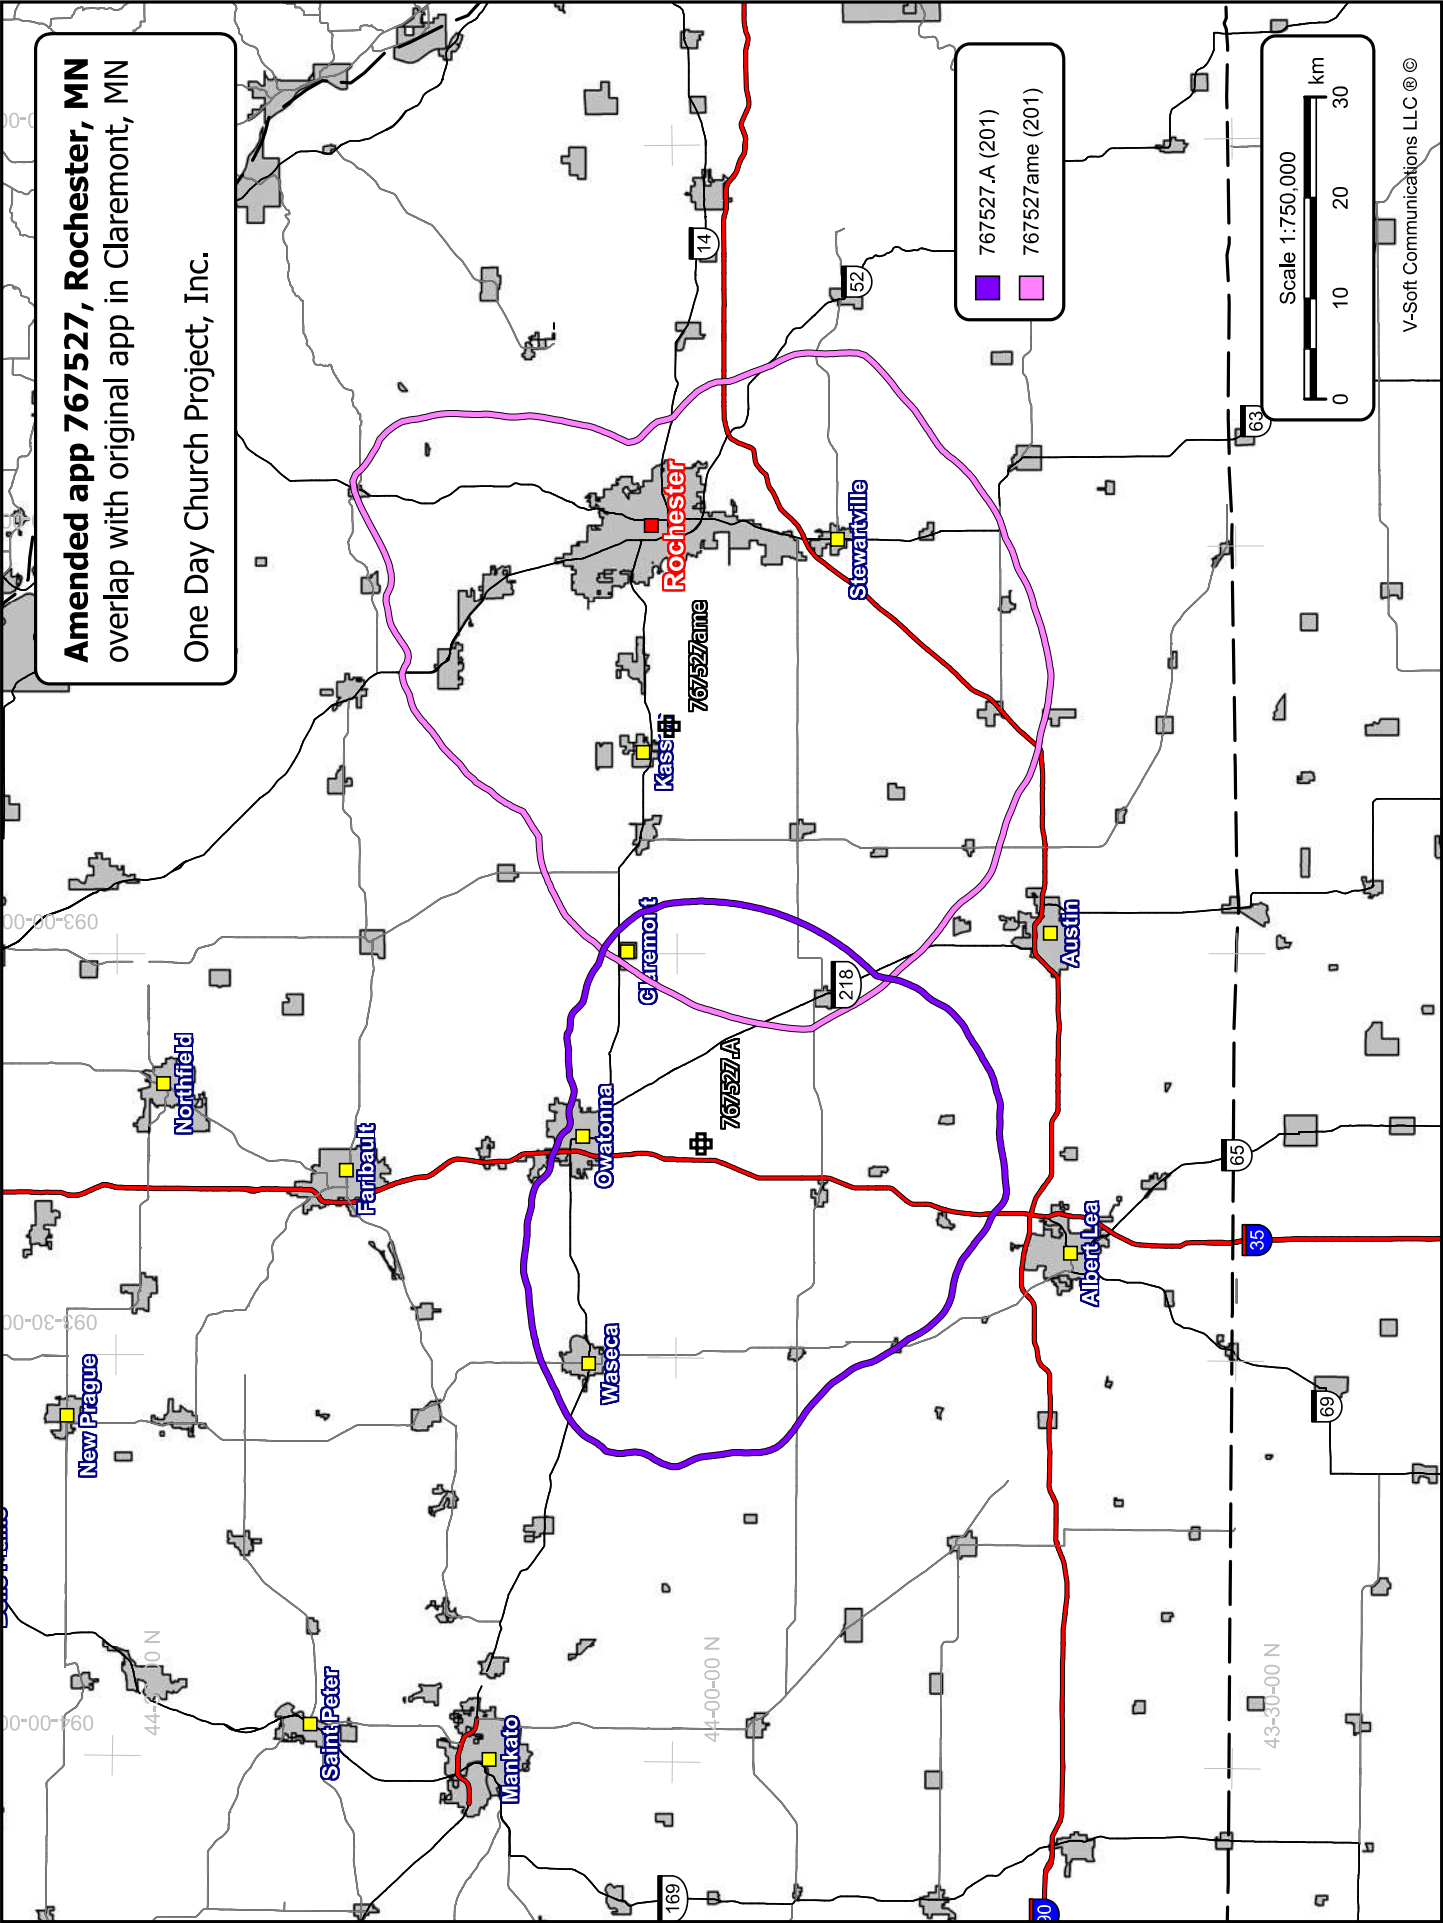 Amended app 767527, Rochester, MN
overlap with original app in Claremont, MN
One Day Church Project, Inc.
767527.A (201)
767527ame (201)
Scale 1:750,000
0 10 20 30 km
V-Soft Communications LLC ® ©
New Prague
Northfield
Faribault
Saint Peter
Mankato
Waseca
Owatonna
Claremont
Rochester
Stewartville
Austin
Albert Lea
767527.A
767527ame
14
52
63
218
65
35
69
169
90
093-00-00
093-30-00
094-00-00
44-00-00 N
43-30-00 N